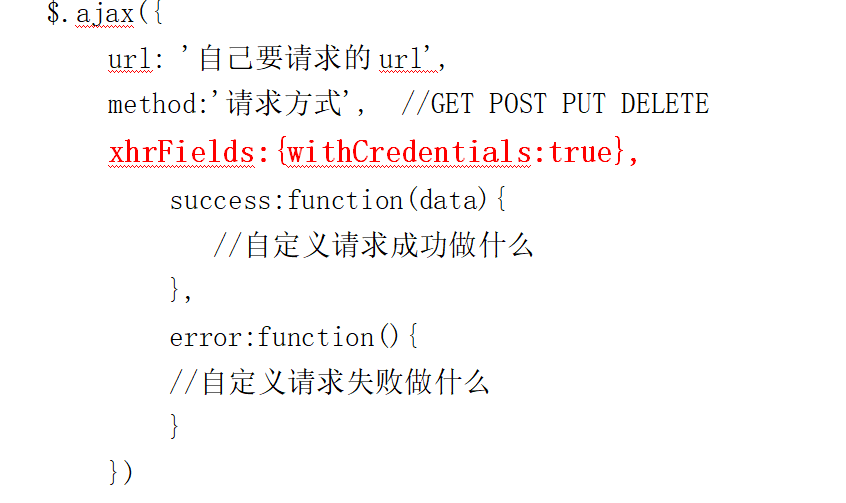 $.ajax({
url: '自己要请求的url',
method:'请求方式', //GET POST PUT DELETE
xhrFields:{withCredentials:true},
success:function(data){
//自定义请求成功做什么
},
error:function(){
//自定义请求失败做什么
}
})